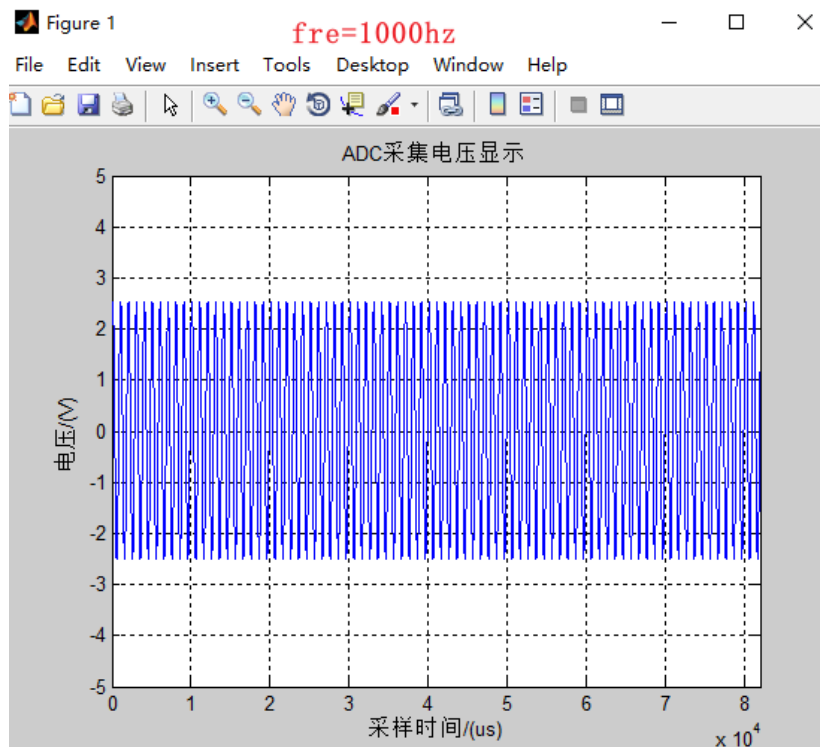 Figure 1
fre=1000hz
File Edit View Insert Tools Desktop Window Help
ADC采集电压显示
5
4
3
2
1
0
-1
-2
-3
-4
-5
电压/(V)
0 1 2 3 4 5 6 7 8
x 10^4
采样时间/(us)